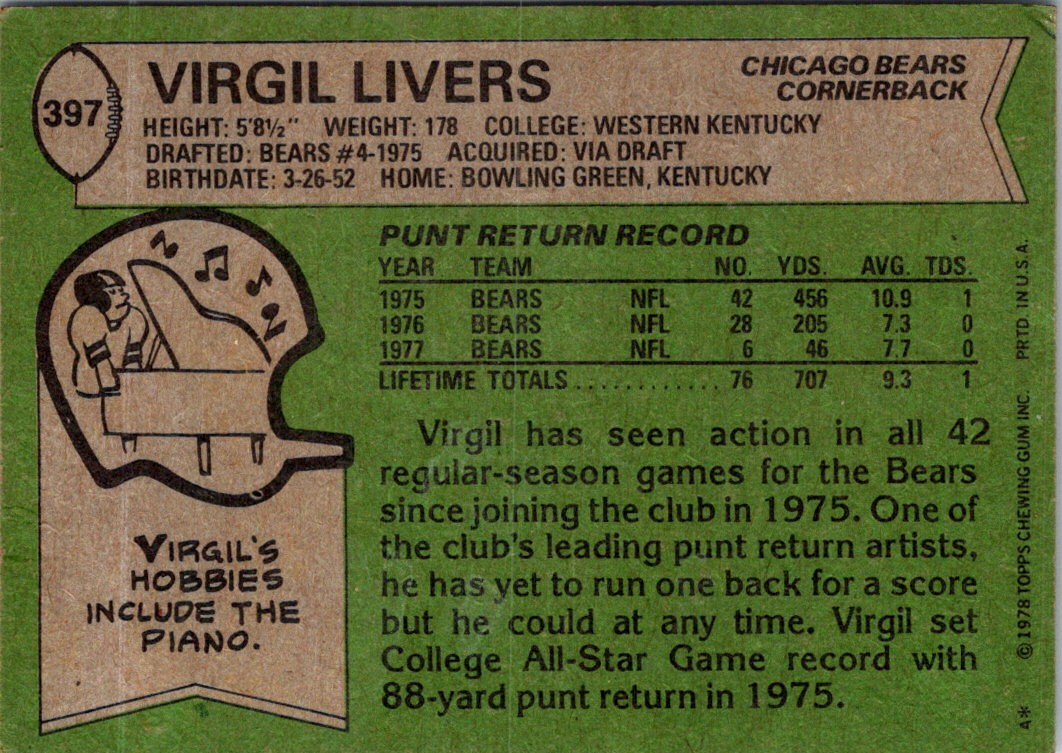 397
VIRGIL LIVERS
CHICAGO BEARS
CORNERBACK
HEIGHT: 5'8½" WEIGHT: 178 COLLEGE: WESTERN KENTUCKY
DRAFTED: BEARS #4-1975 ACQUIRED: VIA DRAFT
BIRTHDATE: 3-26-52 HOME: BOWLING GREEN, KENTUCKY
PUNT RETURN RECORD
YEAR TEAM NO. YDS. AVG. TDS.
1975 BEARS NFL 42 456 10.9 1
1976 BEARS NFL 28 205 7.3 0
1977 BEARS NFL 6 46 7.7 0
LIFETIME TOTALS............ 76 707 9.3 1
Virgil has seen action in all 42
regular-season games for the Bears
since joining the club in 1975. One of
the club's leading punt return artists,
he has yet to run one back for a score
but he could at any time. Virgil set
College All-Star Game record with
88-yard punt return in 1975.
VIRGIL'S
HOBBIES
INCLUDE THE
PIANO.
4* ©1978 TOPPS CHEWING GUM INC. PRTD. IN U.S.A.